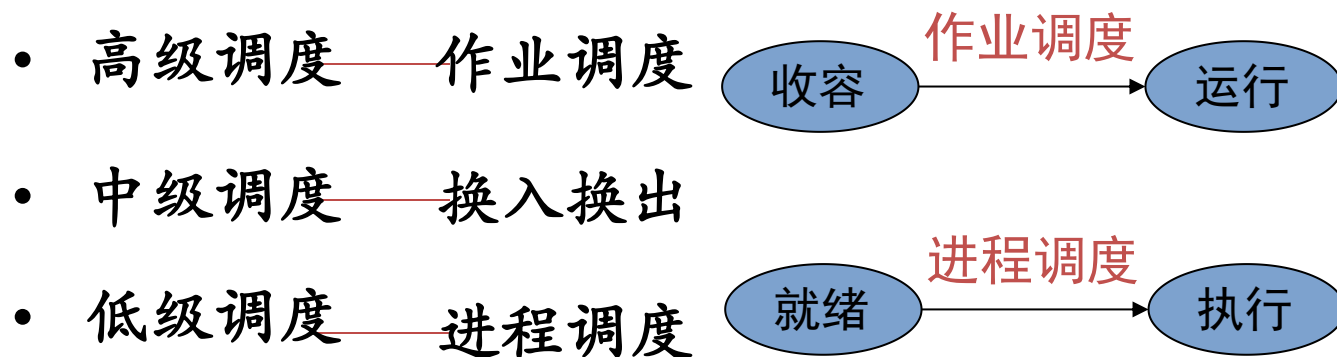 • 高级调度 作业调度
• 中级调度 换入换出
• 低级调度 进程调度
作业调度
收容 运行
进程调度
就绪 执行